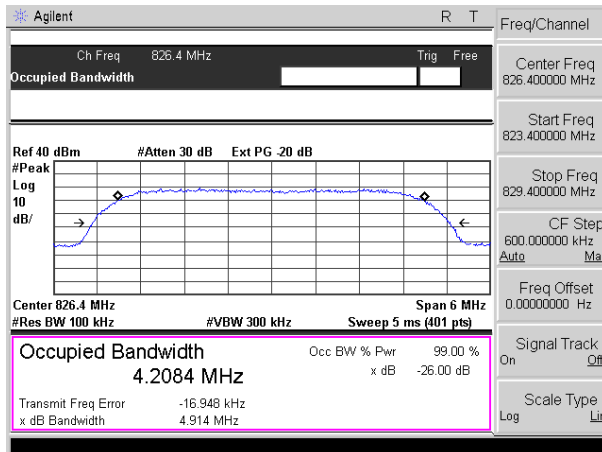 Agilent R T
Ch Freq 826.4 MHz Trig Free
Occupied Bandwidth
Ref 40 dBm #Atten 30 dB Ext PG -20 dB
#Peak
Log
10
dB/
Center 826.4 MHz Span 6 MHz
#Res BW 100 kHz #VBW 300 kHz Sweep 5 ms (401 pts)
Occupied Bandwidth Occ BW % Pwr 99.00 %
4.2084 MHz x dB -26.00 dB
Transmit Freq Error -16.948 kHz
x dB Bandwidth 4.914 MHz
Freq/Channel
Center Freq
826.400000 MHz
Start Freq
823.400000 MHz
Stop Freq
829.400000 MHz
CF Step
600.000000 kHz
Auto Ma
Freq Offset
0.00000000 Hz
Signal Track
On Off
Scale Type
Log Li